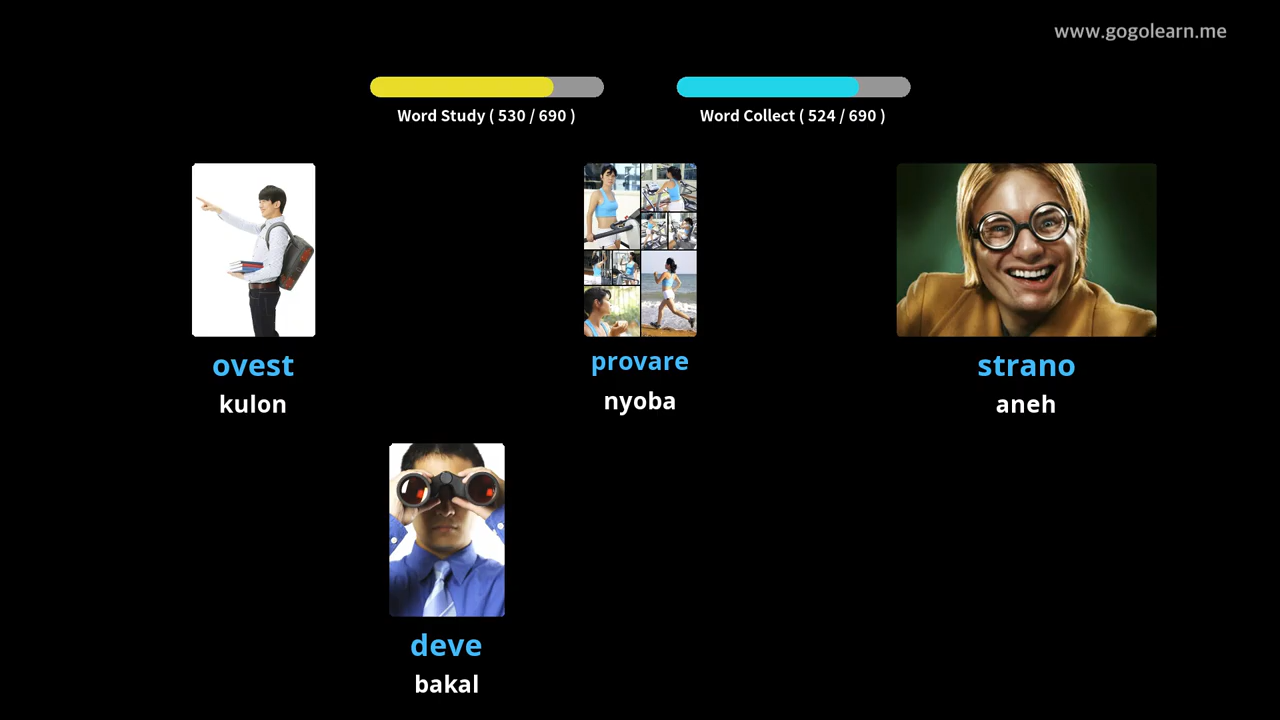 www.gogolearn.me
Word Study ( 530 / 690 )
Word Collect ( 524 / 690 )
ovest
kulon
provare
nyoba
strano
aneh
deve
bakal